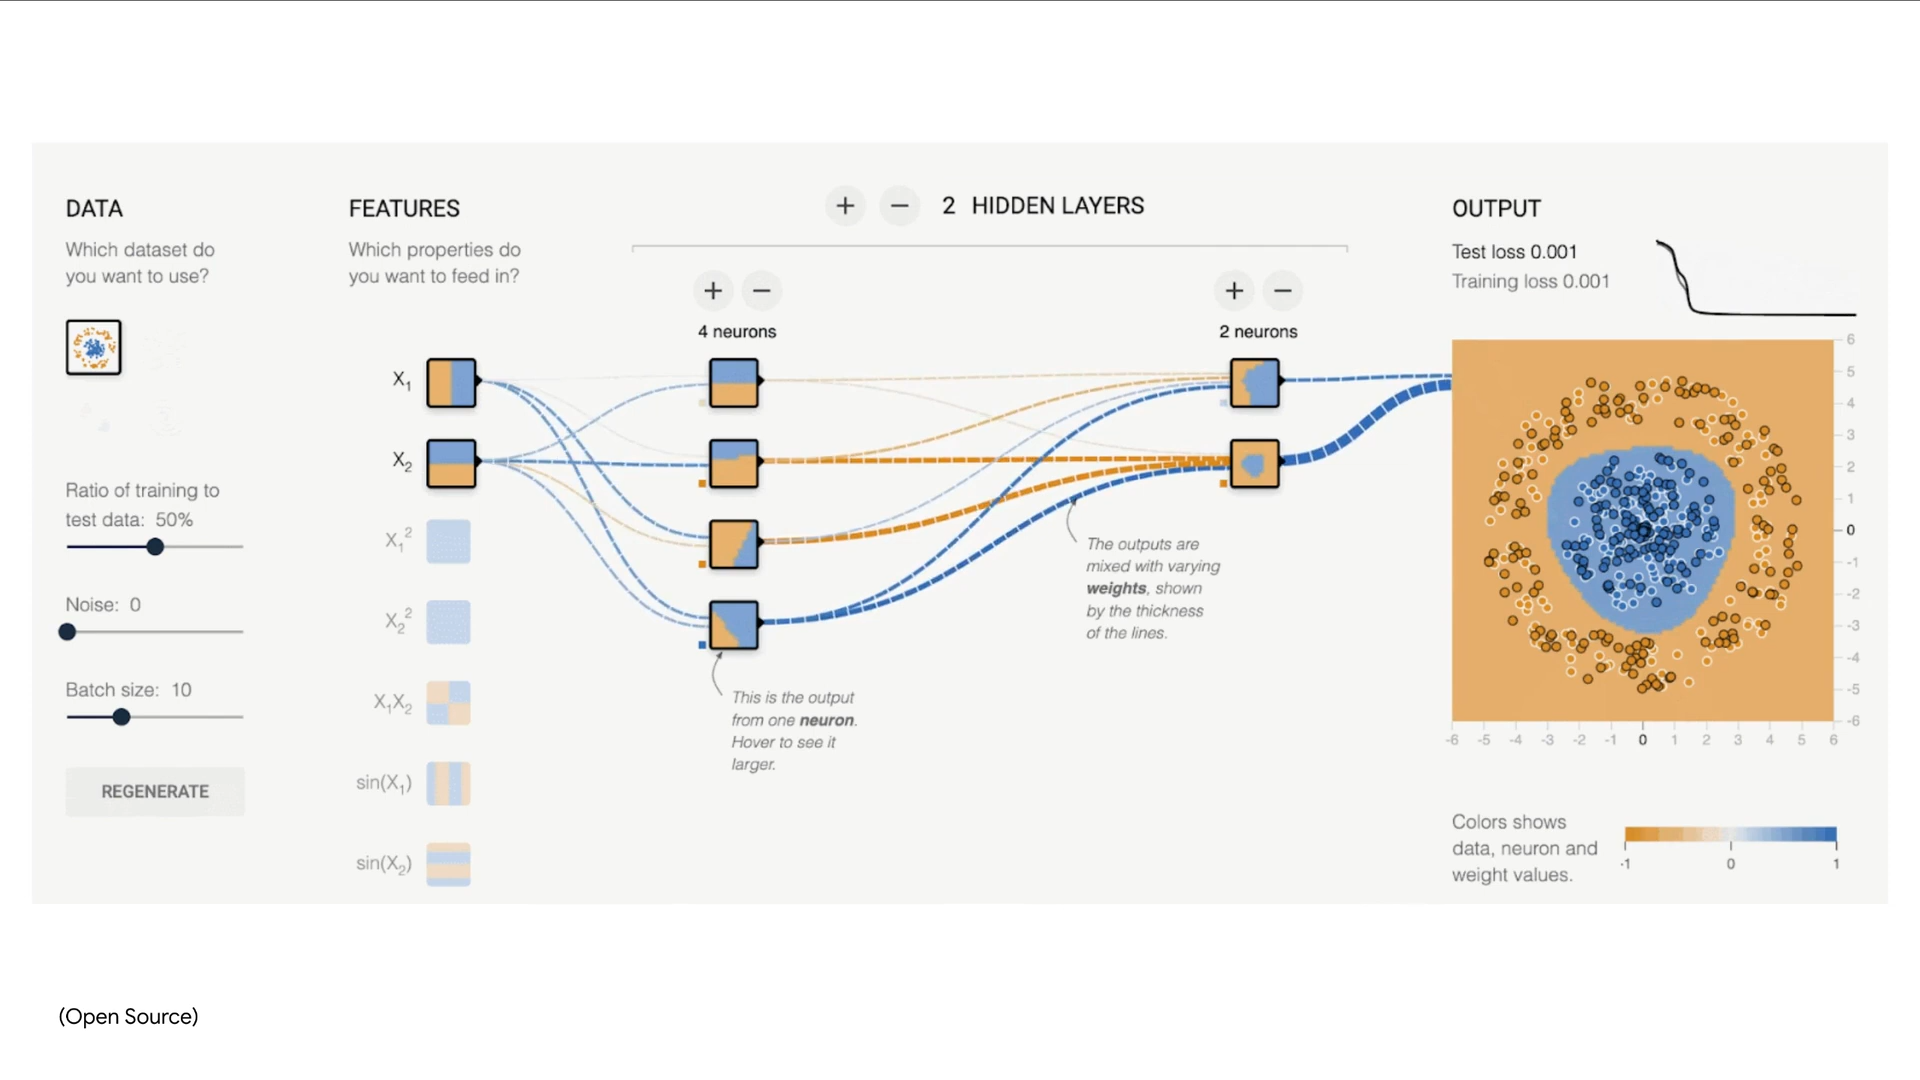 DATA
Which dataset do
you want to use?
Ratio of training to
test data: 50%
Noise: 0
Batch size: 10
REGENERATE
FEATURES
Which properties do
you want to feed in?
X₁
X₂
X₁²
X₂²
X₁X₂
sin(X₁)
sin(X₂)
+ − 2 HIDDEN LAYERS
+ −
4 neurons
+ −
2 neurons
This is the output
from one neuron.
Hover to see it
larger.
The outputs are
mixed with varying
weights, shown
by the thickness
of the lines.
OUTPUT
Test loss 0.001
Training loss 0.001
6
5
4
3
2
1
0
-1
-2
-3
-4
-5
-6
-6 -5 -4 -3 -2 -1 0 1 2 3 4 5 6
Colors shows
data, neuron and
weight values.
-1 0 1
(Open Source)